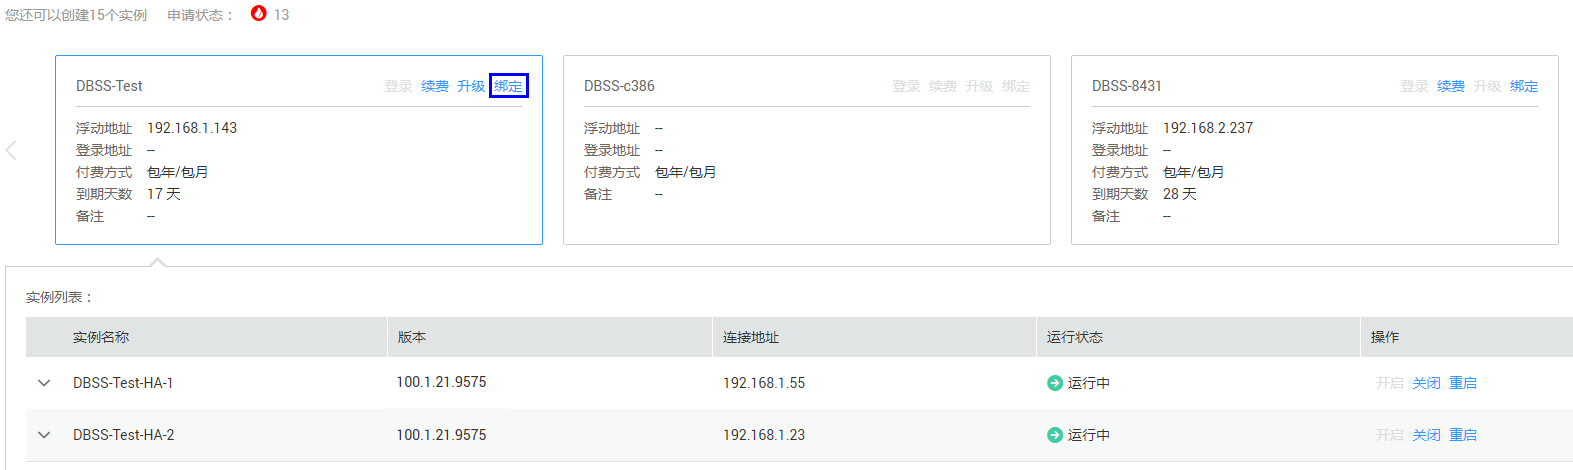 您还可以创建15个实例 申请状态： 13
DBSS-Test 登录 续费 升级 绑定
浮动地址 192.168.1.143
登录地址 --
付费方式 包年/包月
到期天数 17 天
备注 --
DBSS-c386 登录 续费 升级 绑定
浮动地址 --
登录地址 --
付费方式 包年/包月
备注 --
DBSS-8431 登录 续费 升级 绑定
浮动地址 192.168.2.237
登录地址 --
付费方式 包年/包月
到期天数 28 天
备注 --
实例列表：
实例名称 版本 连接地址 运行状态 操作
DBSS-Test-HA-1 100.1.21.9575 192.168.1.55 运行中 开启 关闭 重启
DBSS-Test-HA-2 100.1.21.9575 192.168.1.23 运行中 开启 关闭 重启